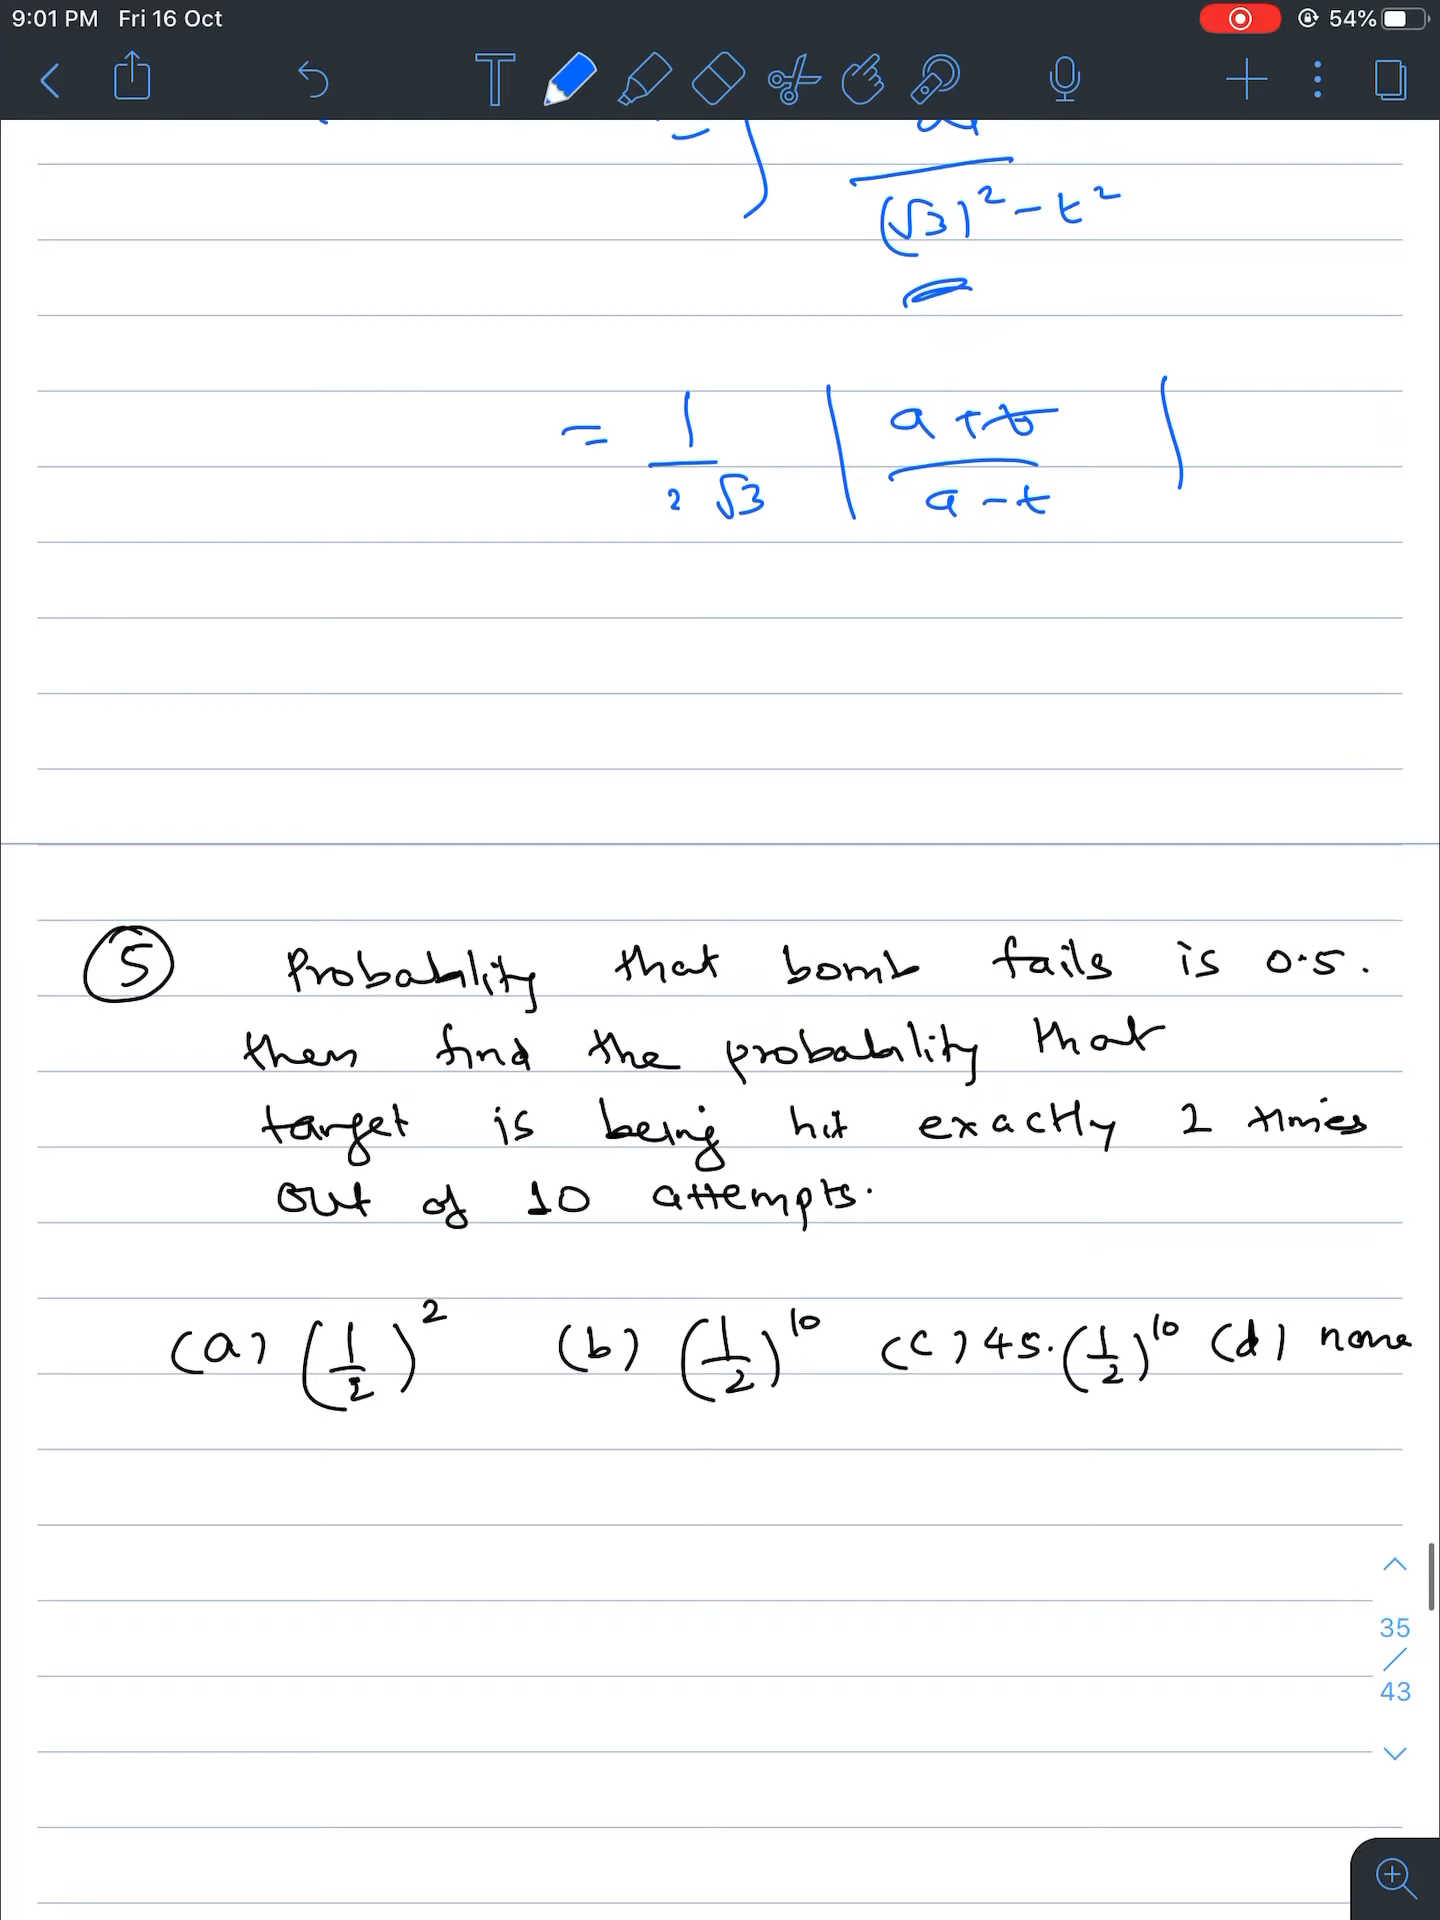 9:01 PM Fri 16 Oct 54%
(√3)² - t²
= 1 / 2√3 | a + t / a - t |
5 Probability that bomb fails is 0.5.
then find the probability that
target is being hit exactly 2 times
out of 10 attempts.
(a) (1/2)² (b) (1/2)¹⁰ (c) 45. (1/2)¹⁰ (d) none
35
/
43